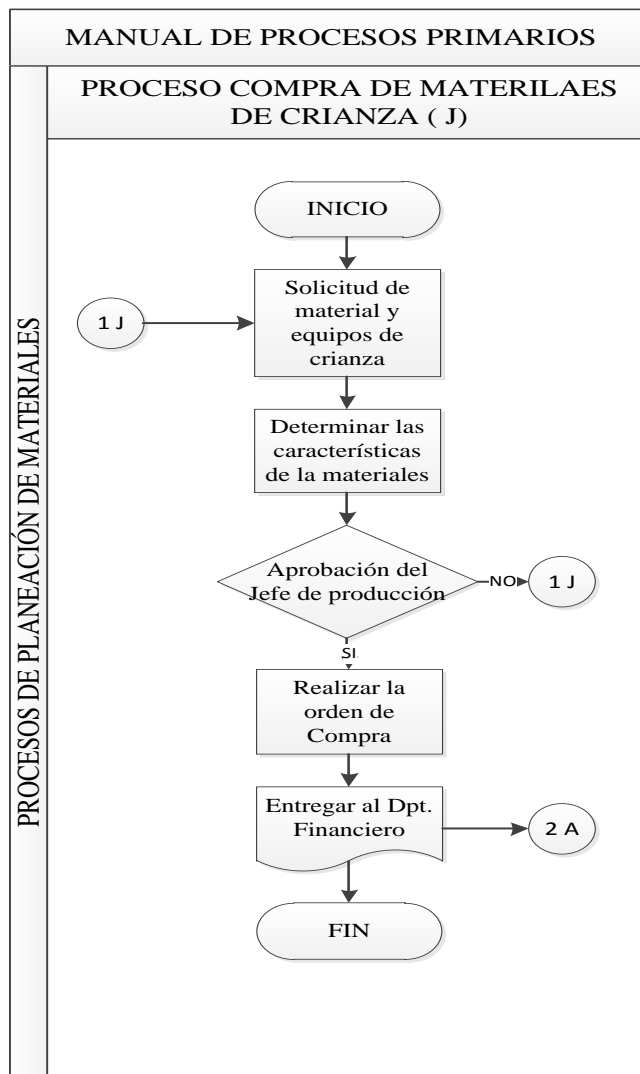 MANUAL DE PROCESOS PRIMARIOS
PROCESO COMPRA DE MATERILAES
DE CRIANZA ( J)
PROCESOS DE PLANEACIÓN DE MATERIALES
INICIO
1 J
Solicitud de
material y
equipos de
crianza
Determinar las
características
de la materiales
Aprobación del
Jefe de producción
NO
1 J
SI
Realizar la
orden de
Compra
Entregar al Dpt.
Financiero
2 A
FIN